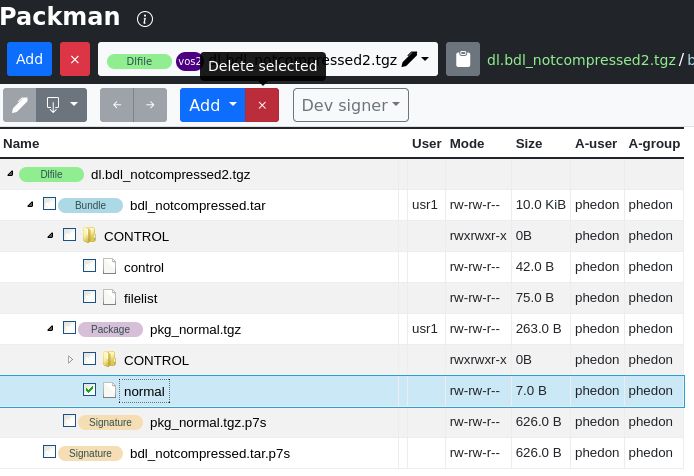 Packman
Add × Dlfile vos2 bdl_notcompressed2.tgz dl.bdl_notcompressed2.tgz / b
Delete selected
Add × Dev signer
Name User Mode Size A-user A-group
Dlfile dl.bdl_notcompressed2.tgz
Bundle bdl_notcompressed.tar usr1 rw-rw-r-- 10.0 KiB phedon phedon
CONTROL rwxrwxr-x 0B phedon phedon
control rw-rw-r-- 42.0 B phedon phedon
filelist rw-rw-r-- 75.0 B phedon phedon
Package pkg_normal.tgz usr1 rw-rw-r-- 263.0 B phedon phedon
CONTROL rwxrwxr-x 0B phedon phedon
normal rw-rw-r-- 7.0 B phedon phedon
Signature pkg_normal.tgz.p7s rw-rw-r-- 626.0 B phedon phedon
Signature bdl_notcompressed.tar.p7s rw-rw-r-- 626.0 B phedon phedon